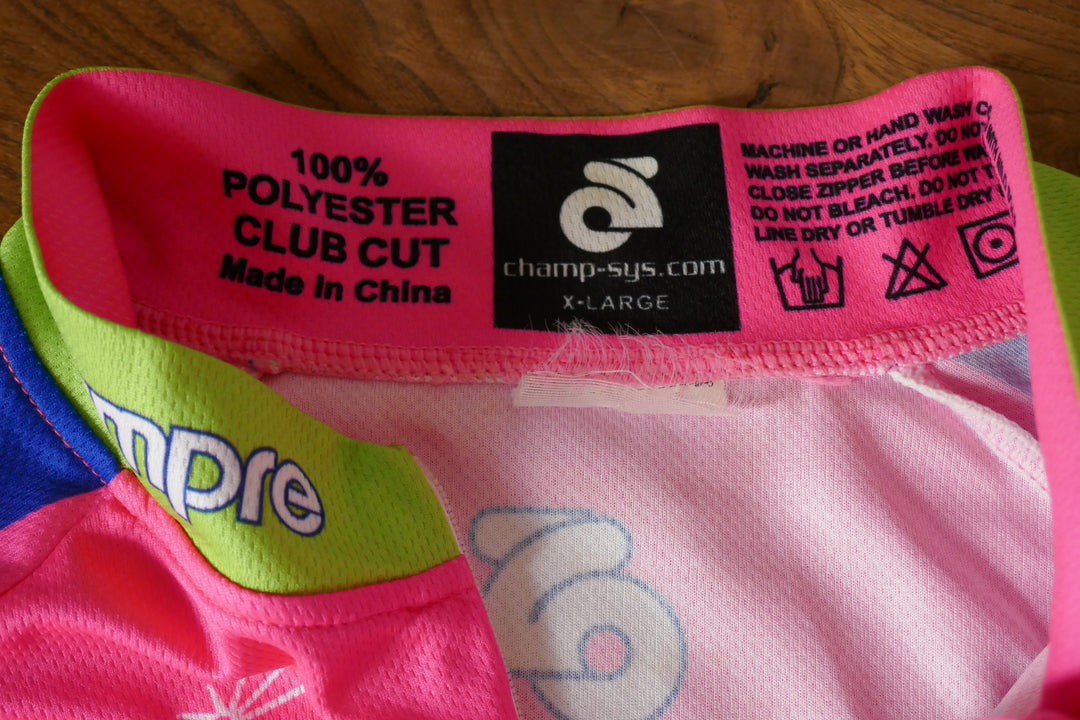 100%
POLYESTER
CLUB CUT
Made in China
champ-sys.com
X-LARGE
MACHINE OR HAND WASH
WASH SEPARATELY. DO NOT
CLOSE ZIPPER BEFORE
DO NOT BLEACH. DO NOT
LINE DRY OR TUMBLE DRY
mpre